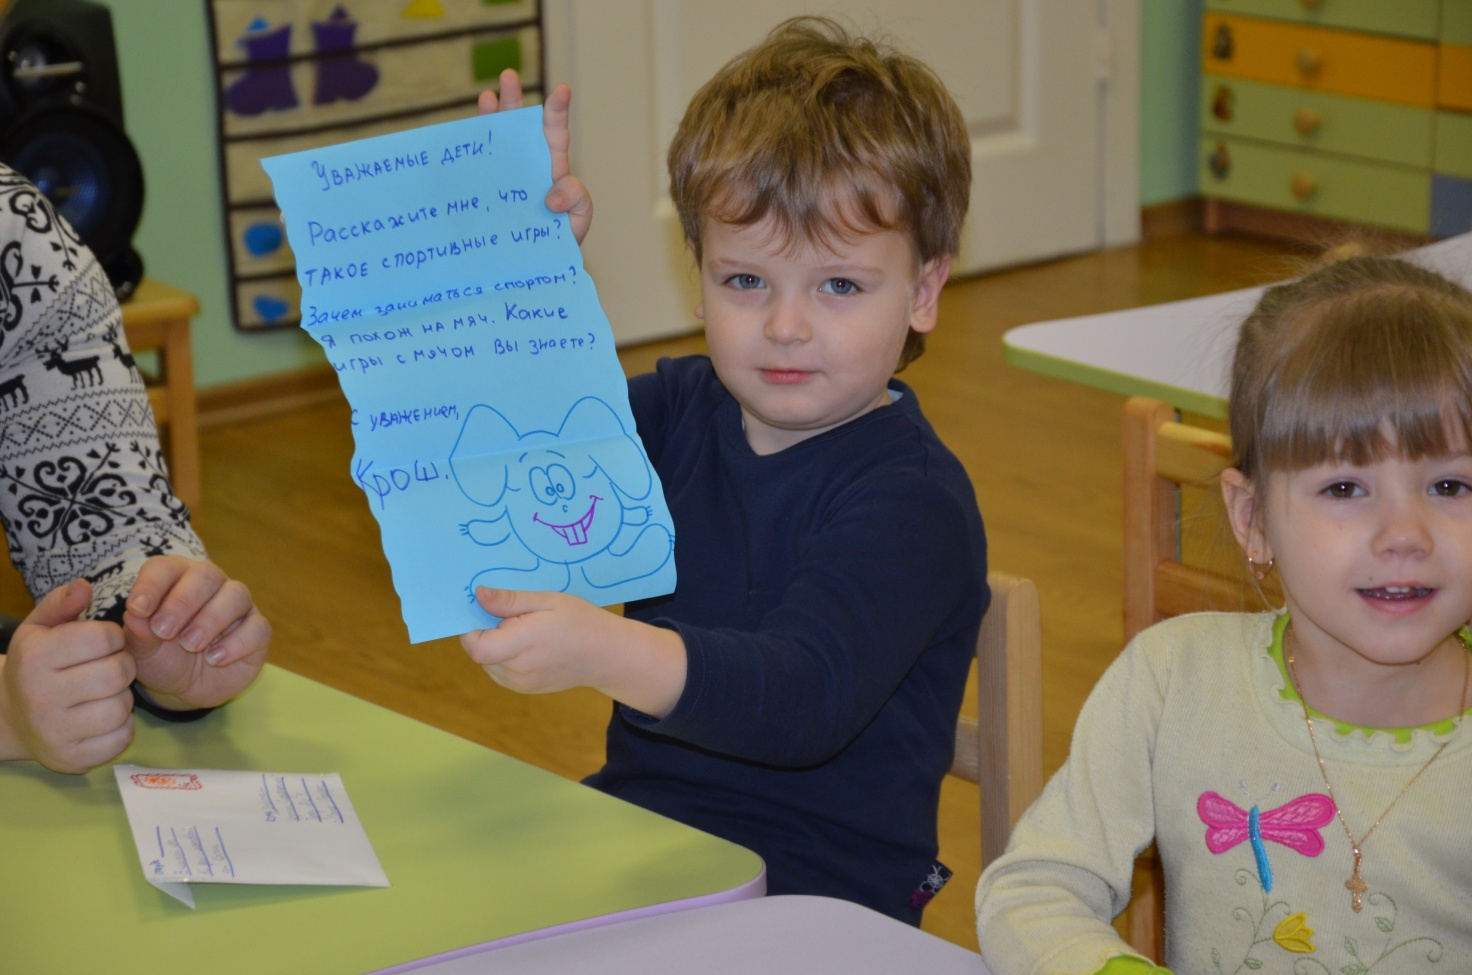 Уважаемые дети!
Расскажите мне, что
такое спортивные игры?
Зачем заниматься спортом?
Я похож на мяч. Какие
игры с мячом Вы знаете?
С уважением,
Крош.